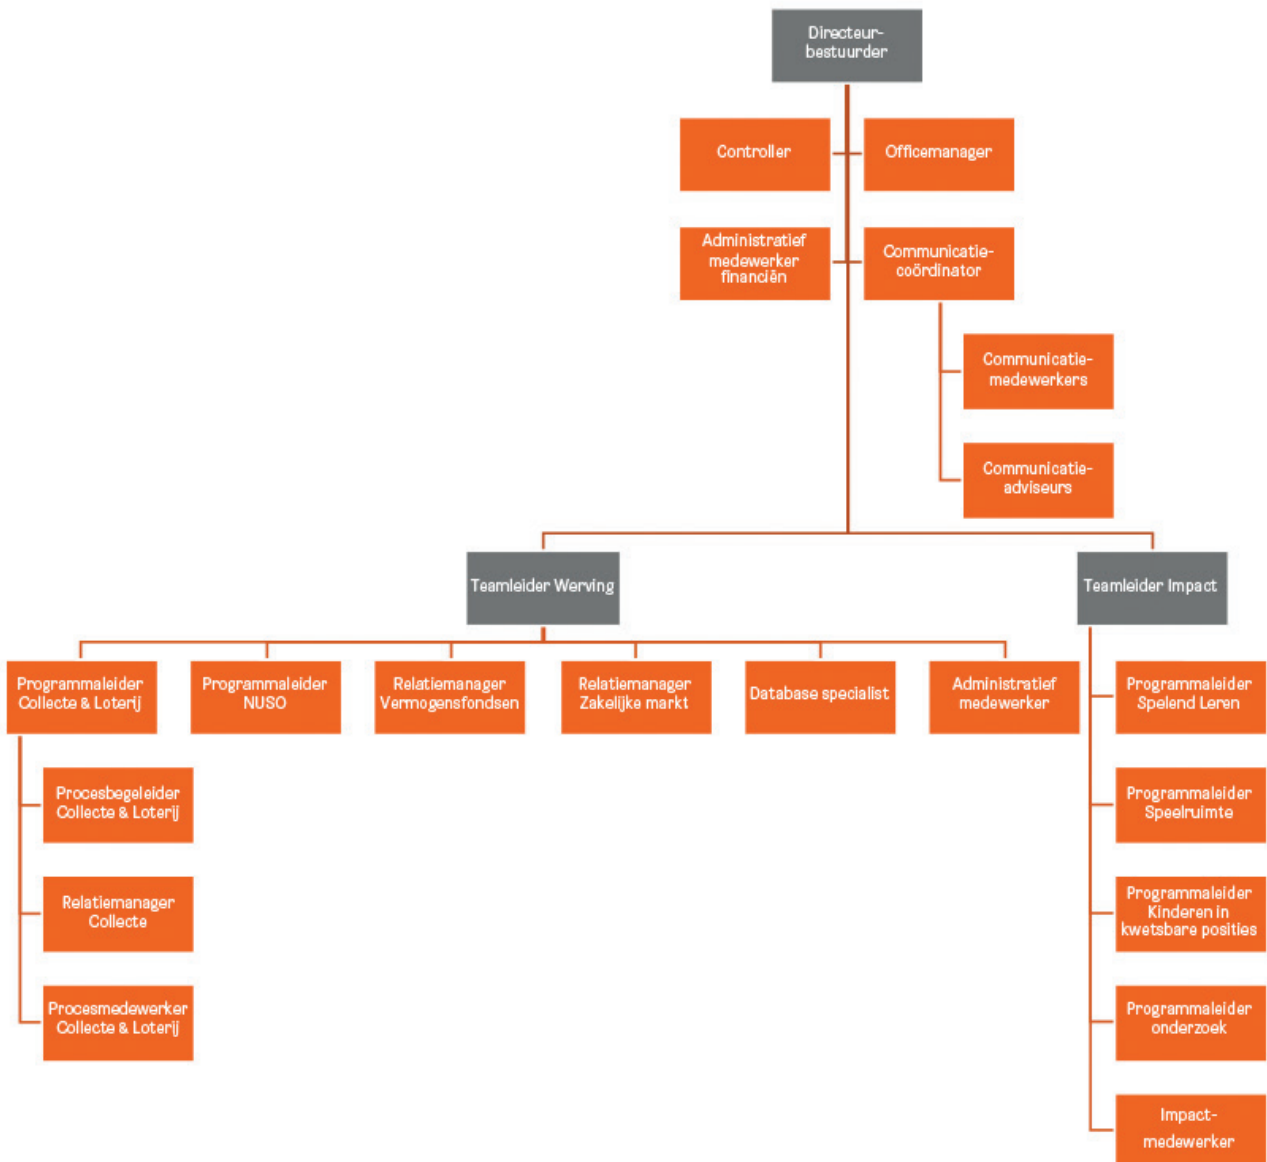 Directeur-
bestuurder
Controller
Officemanager
Administratief
medewerker
financiën
Communicatie-
coördinator
Communicatie-
medewerkers
Communicatie-
adviseurs
Teamleider Werving
Teamleider Impact
Programmaleider
Collecte & Loterij
Programmaleider
NUSO
Relatiemanager
Vermogensfondsen
Relatiemanager
Zakelijke markt
Database specialist
Administratief
medewerker
Programmaleider
Spelend Leren
Procesbegeleider
Collecte & Loterij
Programmaleider
Speelruimte
Relatiemanager
Collecte
Programmaleider
Kinderen in
kwetsbare posities
Procesmedewerker
Collecte & Loterij
Programmaleider
onderzoek
Impact-
medewerker